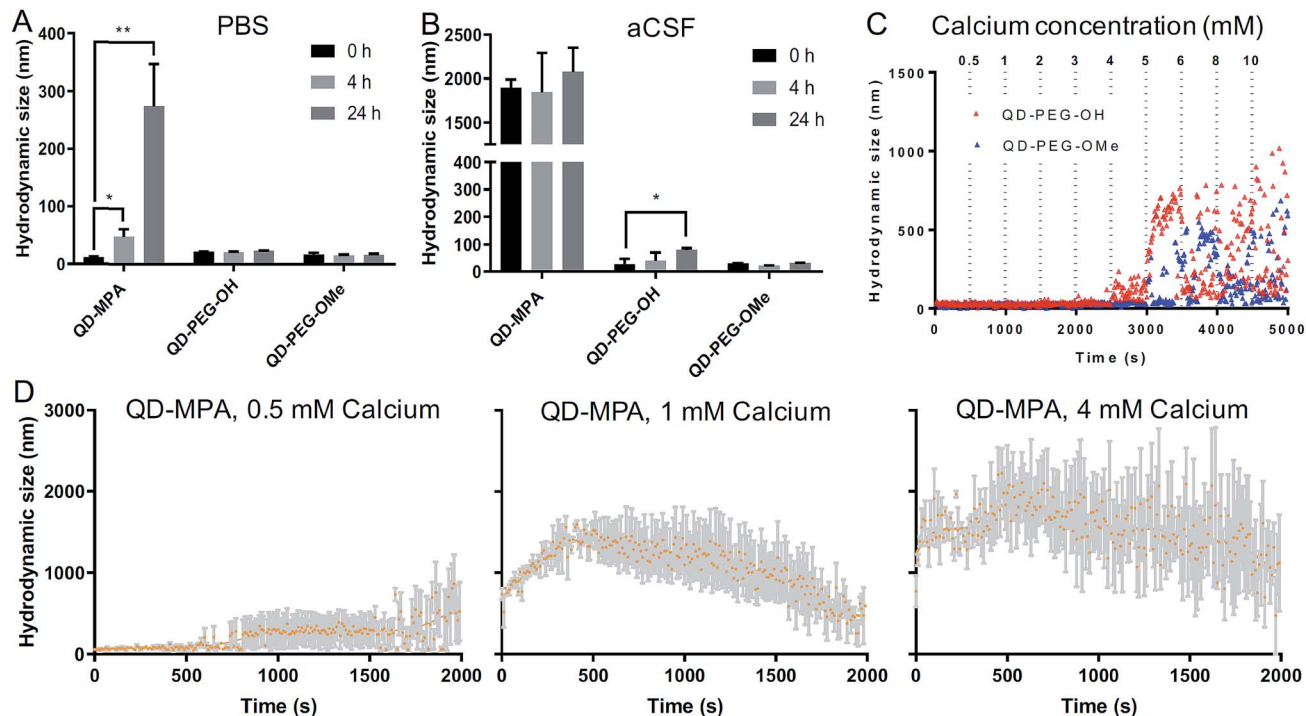 A
PBS
Hydrodynamic size (nm)
400
300
200
100
0
**
*
0 h
4 h
24 h
QD-MPA
QD-PEG-OH
QD-PEG-OMe
B
aCSF
Hydrodynamic size (nm)
2500
2000
1500
400
300
200
100
0
*
0 h
4 h
24 h
QD-MPA
QD-PEG-OH
QD-PEG-OMe
C
Calcium concentration (mM)
0.5 1 2 3 4 5 6 8 10
Hydrodynamic size (nm)
1500
1000
500
0
QD-PEG-OH
QD-PEG-OMe
0 1000 2000 3000 4000 5000
Time (s)
D
QD-MPA, 0.5 mM Calcium
Hydrodynamic size (nm)
3000
2000
1000
0
0 500 1000 1500 2000
Time (s)
QD-MPA, 1 mM Calcium
0 500 1000 1500 2000
Time (s)
QD-MPA, 4 mM Calcium
0 500 1000 1500 2000
Time (s)